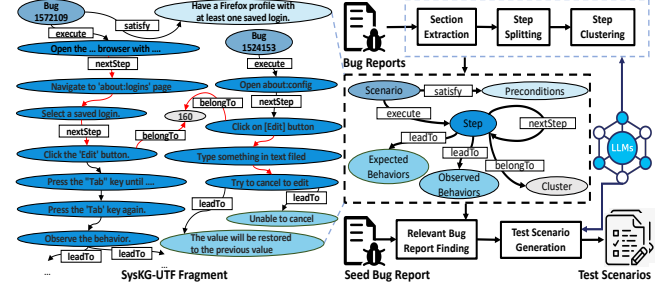 Bug
1572109
satisfy
Have a Firefox profile with
at least one saved login.
execute
Open the ... browser with ....
nextStep
Navigate to 'about:logins' page
Select a saved login.
nextStep
Click the 'Edit' button.
Press the "Tab" key until ....
Press the 'Tab' key again.
Observe the behavior.
leadTo
leadTo
...
...
Bug
1524153
execute
Open about:config
nextStep
belongTo
160
belongTo
Click on [Edit] button
Type something in text filed
Try to cancel to edit
leadTo
leadTo
Unable to cancel
The value will be restored
to the previous value
SysKG-UTF Fragment
Bug Reports
Section
Extraction
Step
Splitting
Step
Clustering
Scenario
satisfy
Preconditions
execute
Step
nextStep
leadTo
leadTo
belongTo
Expected
Behaviors
Observed
Behaviors
Cluster
LLMs
Seed Bug Report
Relevant Bug
Report Finding
Test Scenario
Generation
Test Scenarios